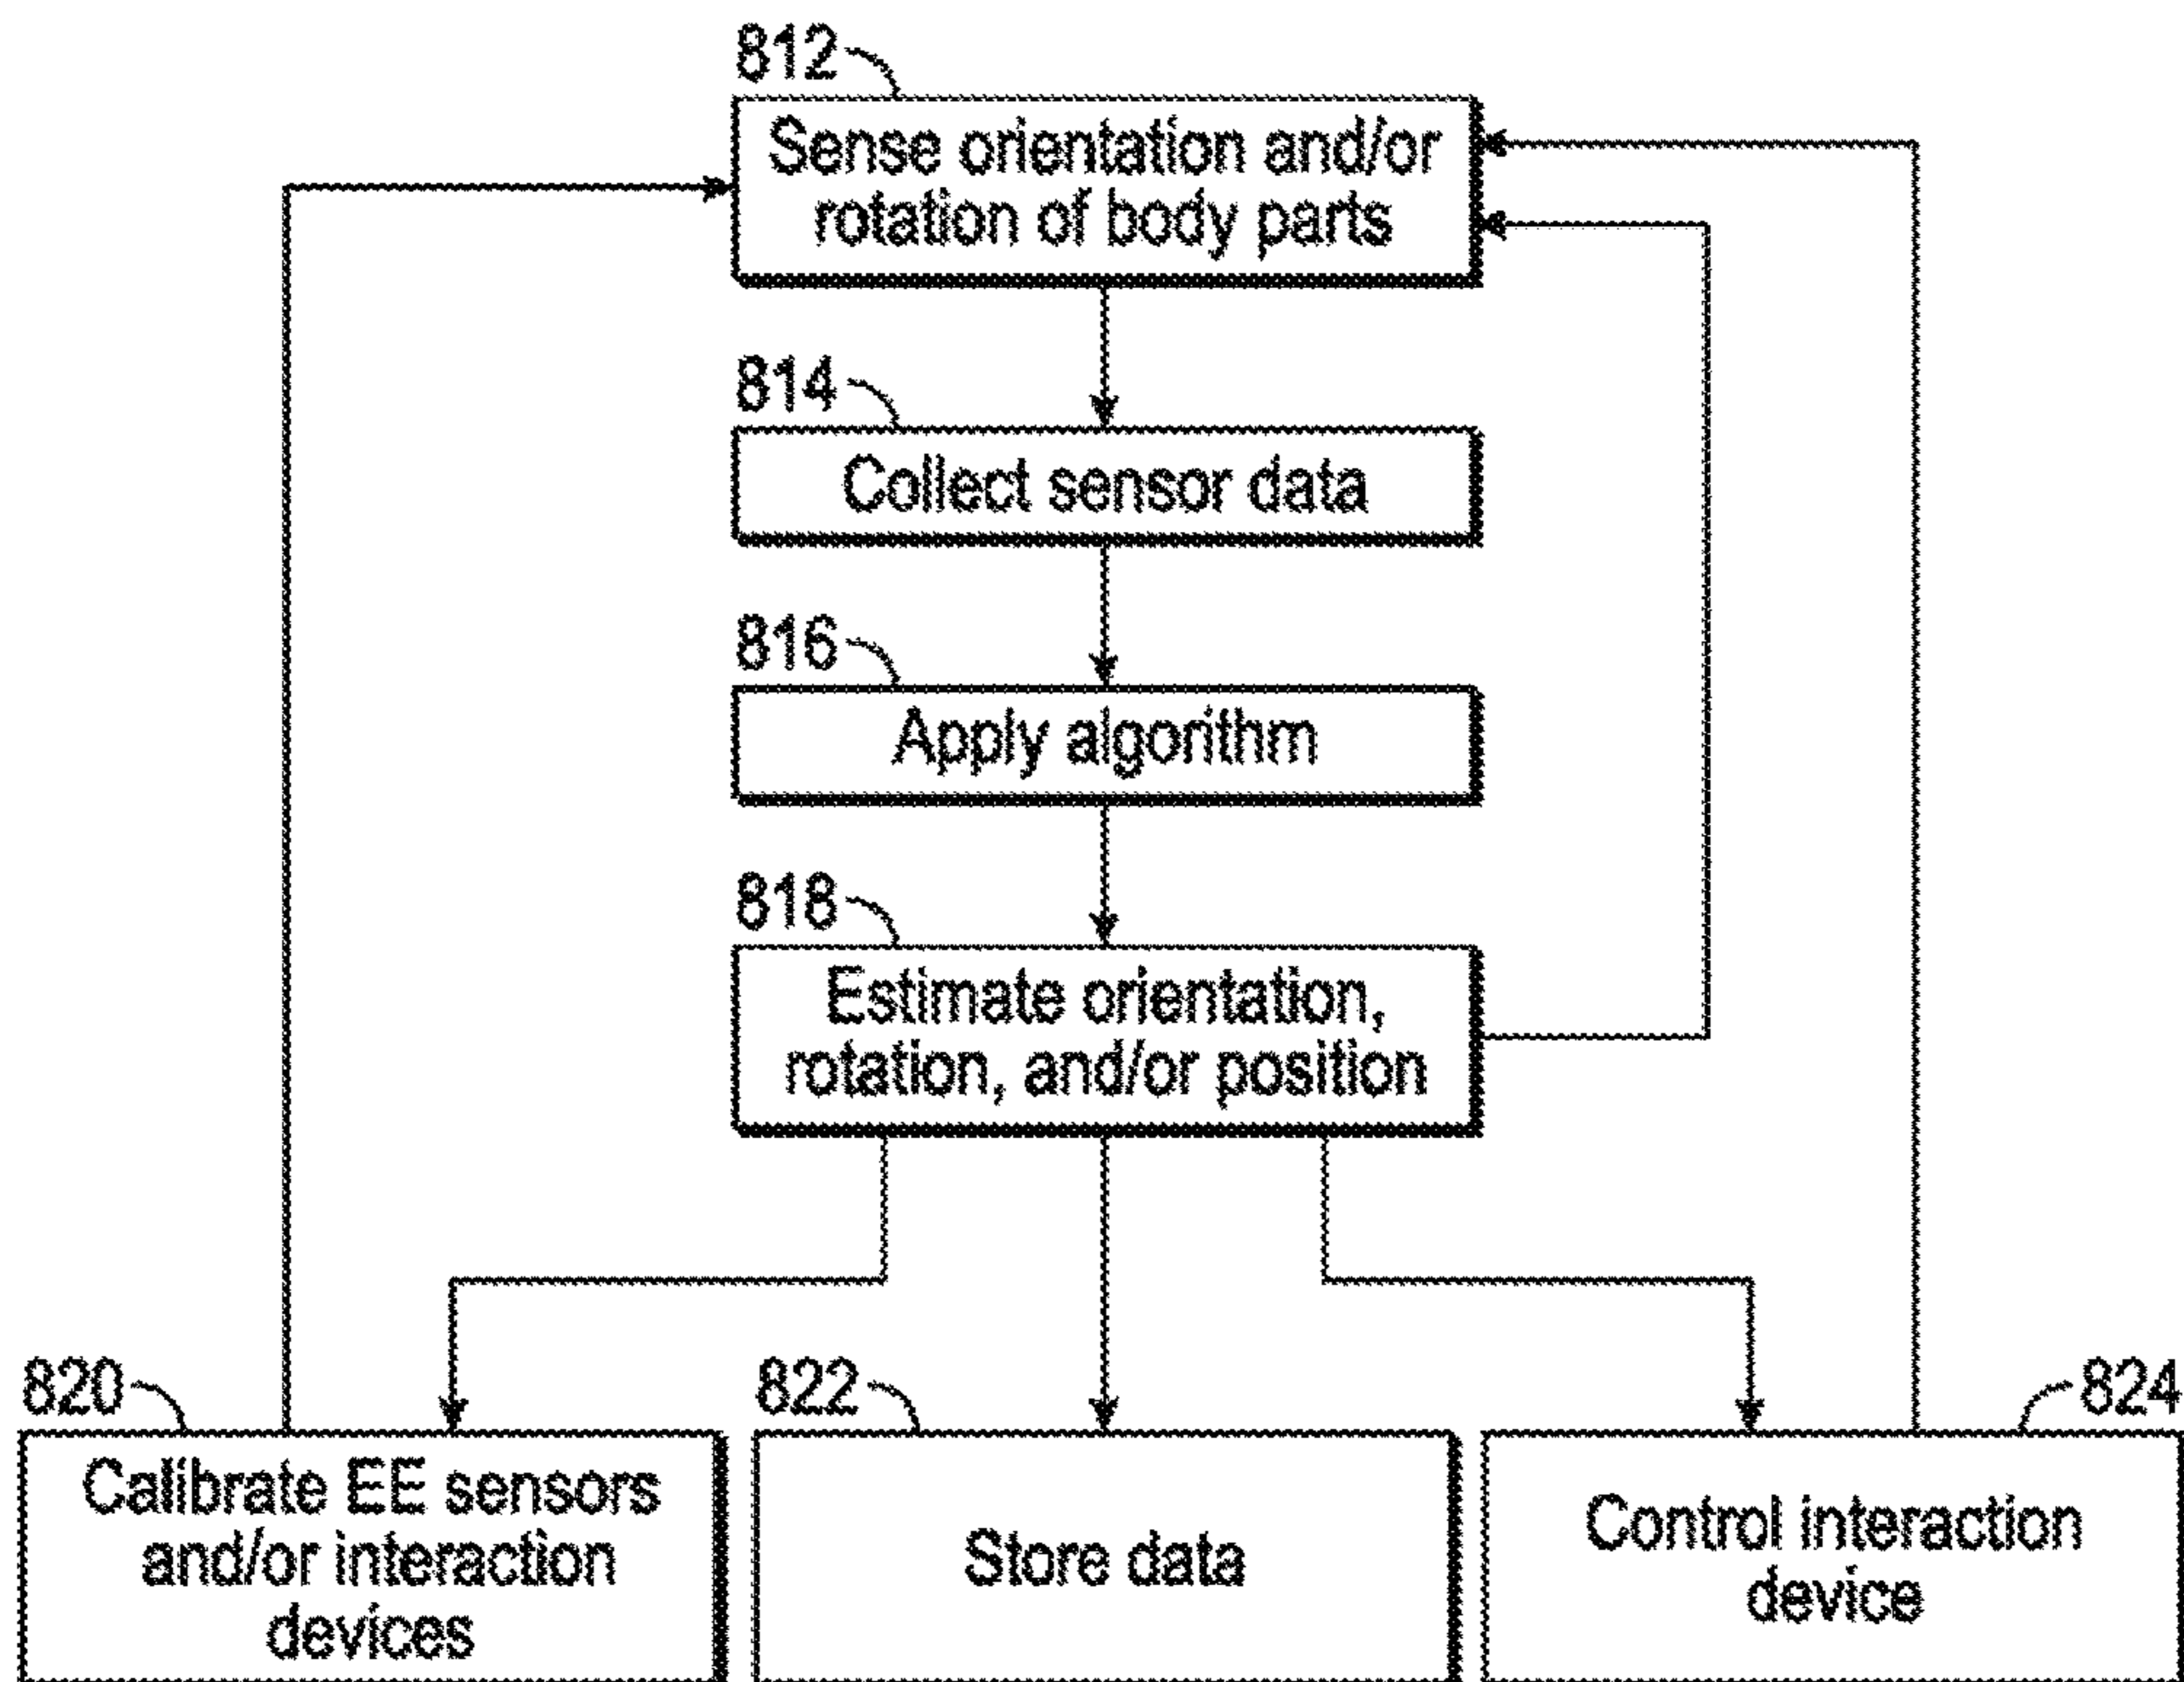 812
Sense orientation and/or
rotation of body parts
814
Collect sensor data
816
Apply algorithm
818
Estimate orientation,
rotation, and/or position
820
Calibrate EE sensors
and/or interaction
devices
822
Store data
824
Control interaction
device